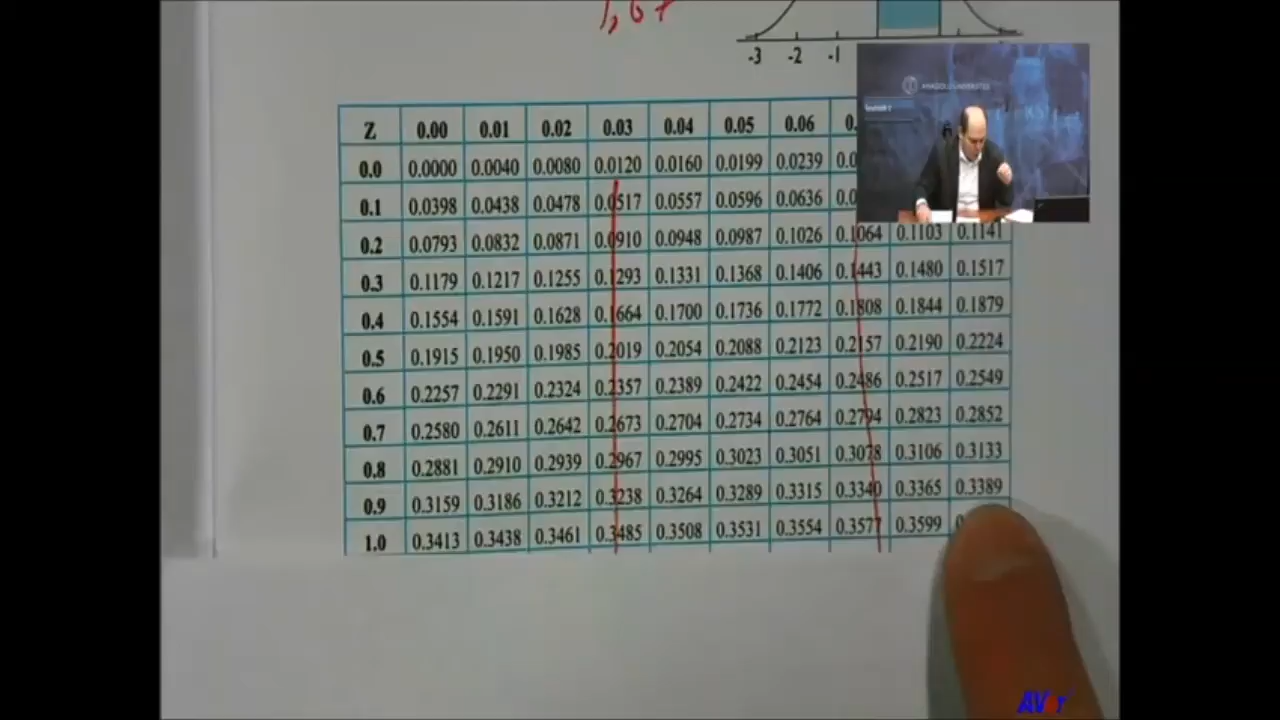 1,67
-3 -2 -1
ANADOLU ÜNİVERSİTESİ
Z 0.00 0.01 0.02 0.03 0.04 0.05 0.06
0.0 0.0000 0.0040 0.0080 0.0120 0.0160 0.0199 0.0239
0.1 0.0398 0.0438 0.0478 0.0517 0.0557 0.0596 0.0636
0.2 0.0793 0.0832 0.0871 0.0910 0.0948 0.0987 0.1026 0.1064 0.1103 0.1141
0.3 0.1179 0.1217 0.1255 0.1293 0.1331 0.1368 0.1406 0.1443 0.1480 0.1517
0.4 0.1554 0.1591 0.1628 0.1664 0.1700 0.1736 0.1772 0.1808 0.1844 0.1879
0.5 0.1915 0.1950 0.1985 0.2019 0.2054 0.2088 0.2123 0.2157 0.2190 0.2224
0.6 0.2257 0.2291 0.2324 0.2357 0.2389 0.2422 0.2454 0.2486 0.2517 0.2549
0.7 0.2580 0.2611 0.2642 0.2673 0.2704 0.2734 0.2764 0.2794 0.2823 0.2852
0.8 0.2881 0.2910 0.2939 0.2967 0.2995 0.3023 0.3051 0.3078 0.3106 0.3133
0.9 0.3159 0.3186 0.3212 0.3238 0.3264 0.3289 0.3315 0.3340 0.3365 0.3389
1.0 0.3413 0.3438 0.3461 0.3485 0.3508 0.3531 0.3554 0.3577 0.3599